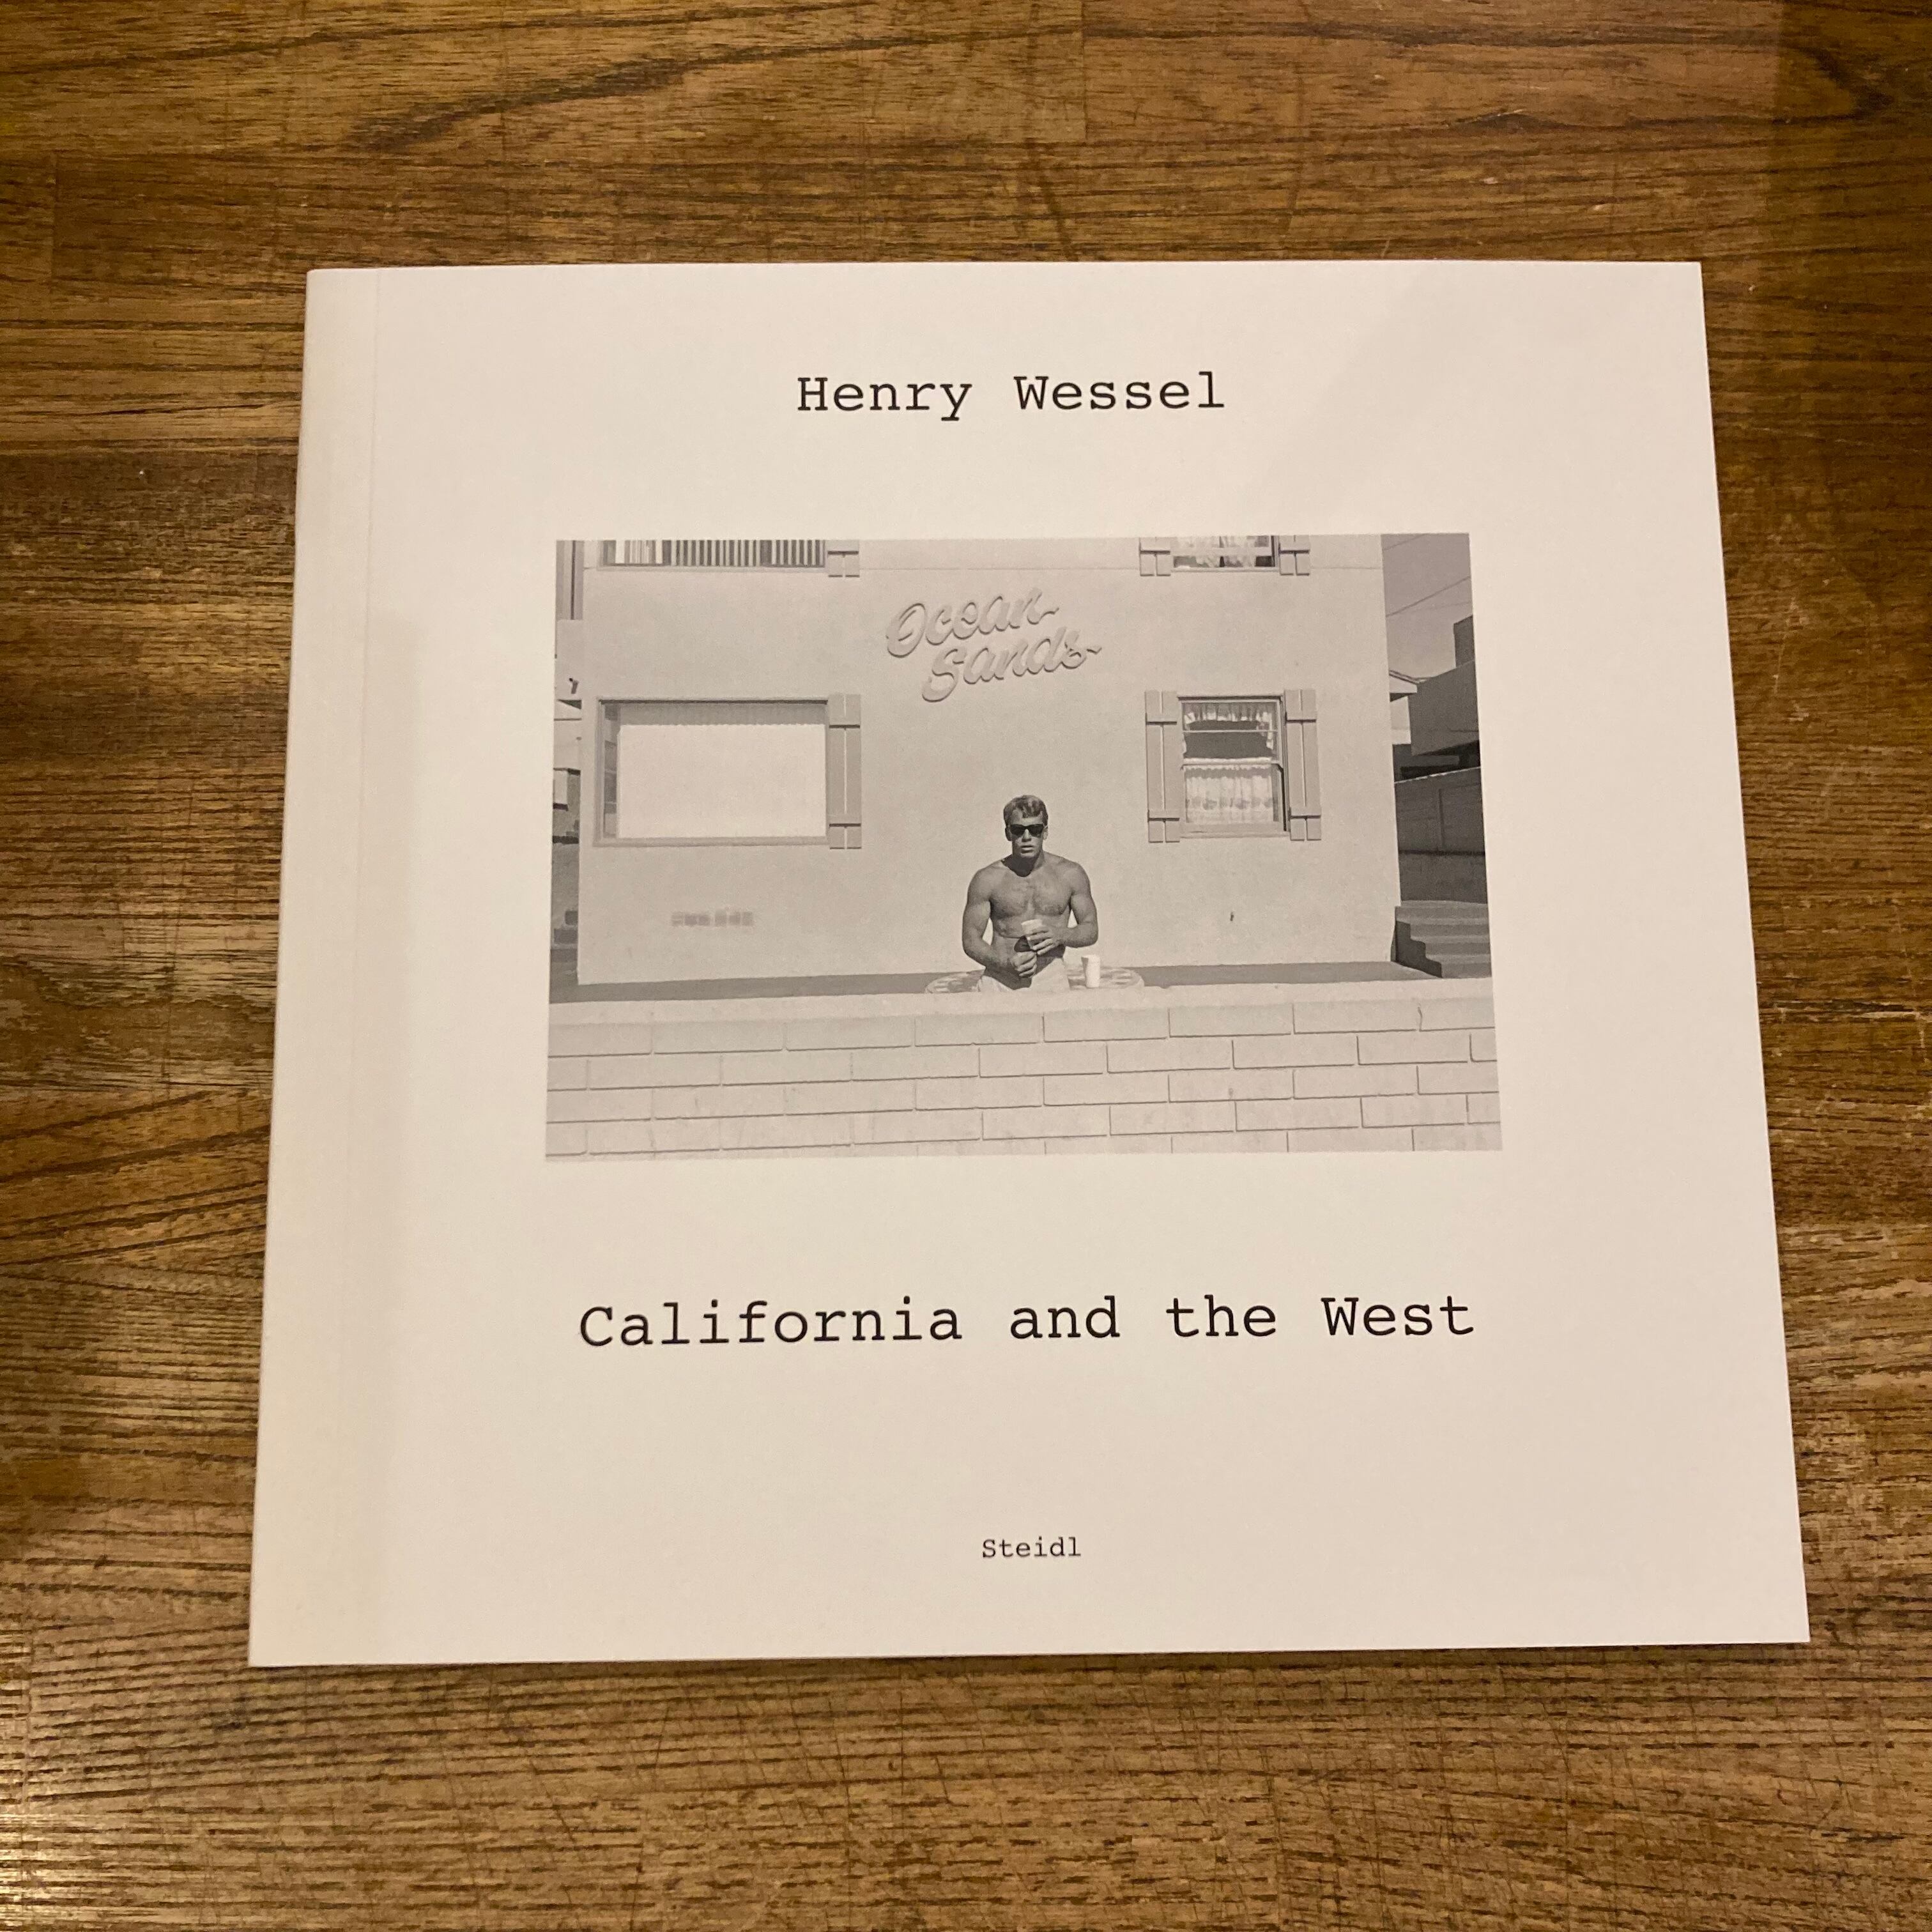 Henry Wessel
Ocean
Sands
California and the West
Steidl